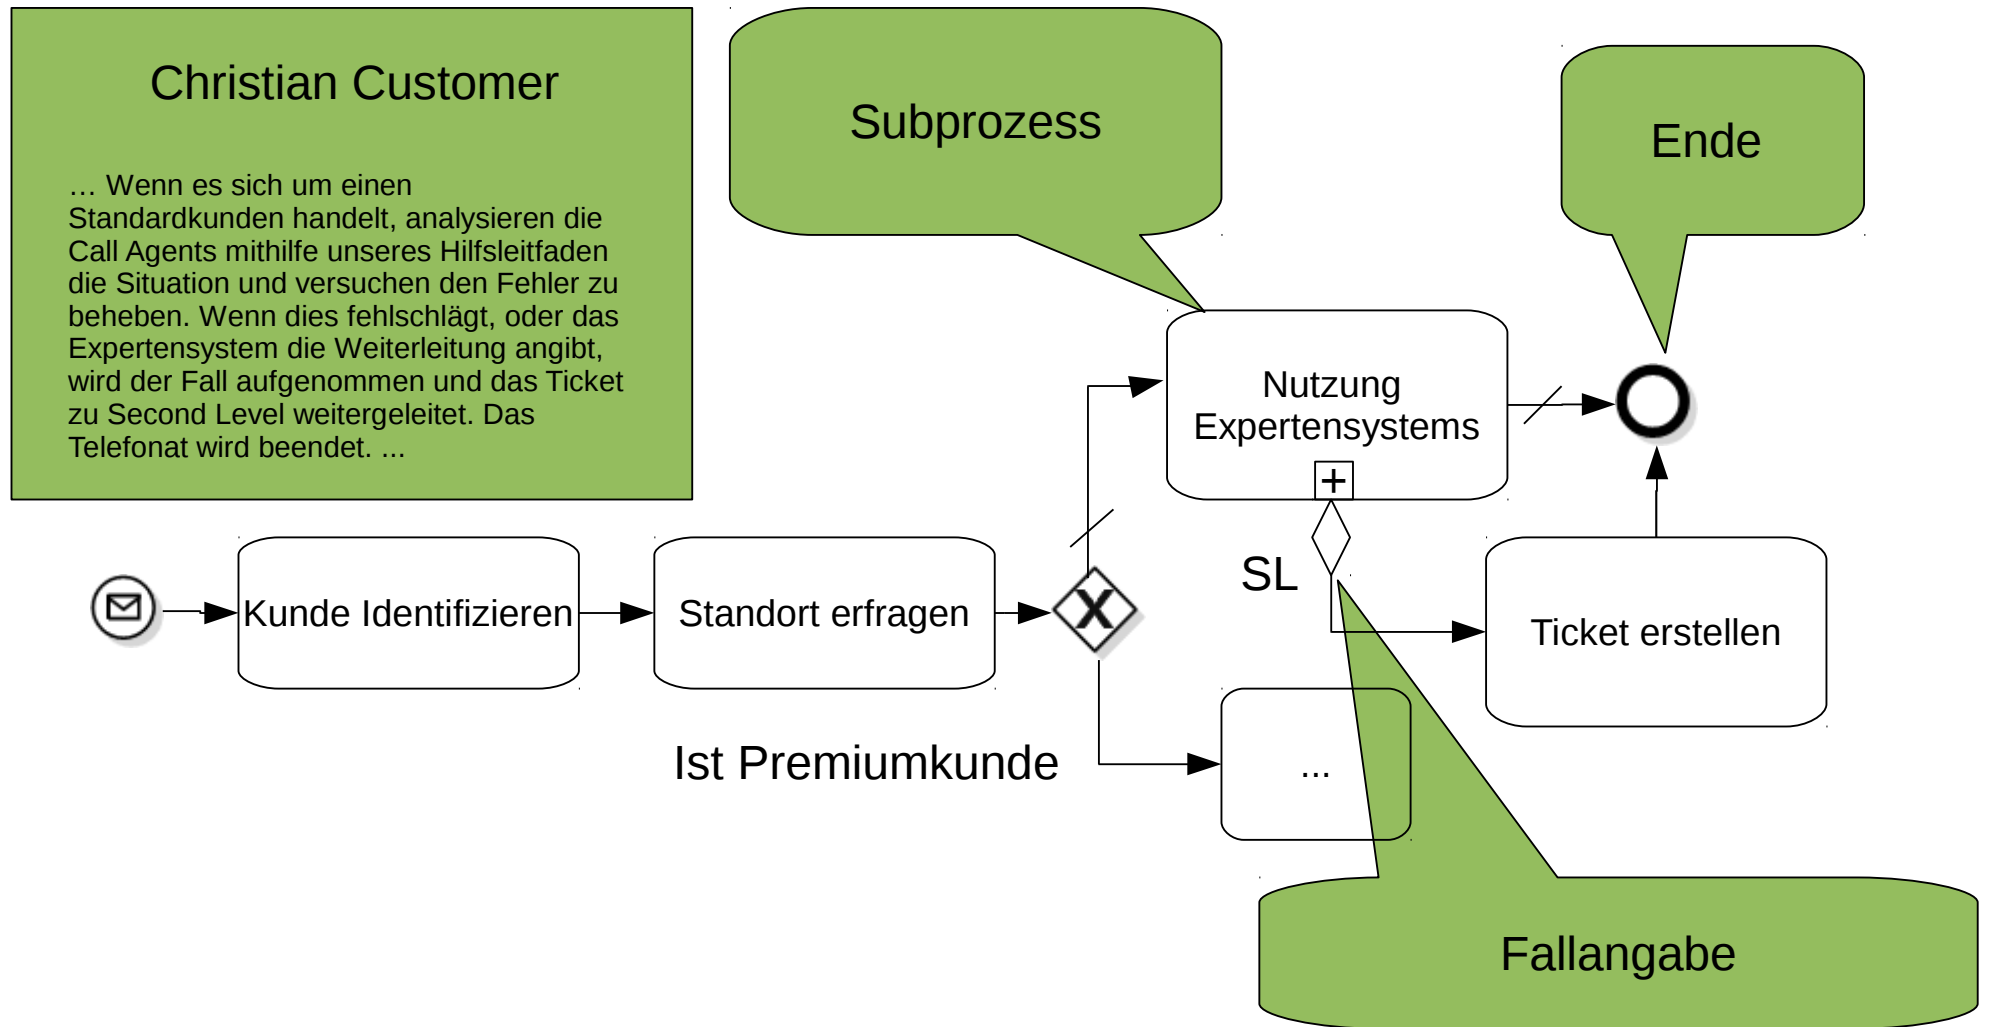 Christian Customer
… Wenn es sich um einen
Standardkunden handelt, analysieren die
Call Agents mithilfe unseres Hilfsleitfaden
die Situation und versuchen den Fehler zu
beheben. Wenn dies fehlschlägt, oder das
Expertensystem die Weiterleitung angibt,
wird der Fall aufgenommen und das Ticket
zu Second Level weitergeleitet. Das
Telefonat wird beendet. ...
Subprozess
Ende
Nutzung
Expertensystems
+
SL
Kunde Identifizieren
Standort erfragen
X
Ticket erstellen
Ist Premiumkunde
...
Fallangabe